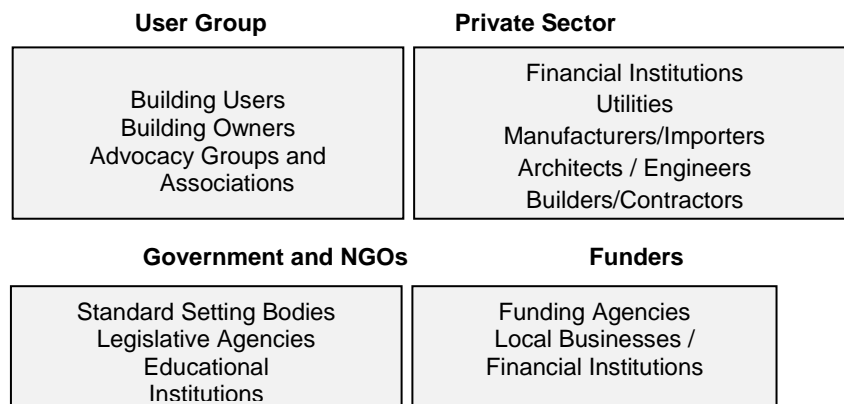 User Group
Private Sector
Building Users
Building Owners
Advocacy Groups and
Associations
Financial Institutions
Utilities
Manufacturers/Importers
Architects / Engineers
Builders/Contractors
Government and NGOs
Funders
Standard Setting Bodies
Legislative Agencies
Educational
Institutions
Funding Agencies
Local Businesses /
Financial Institutions